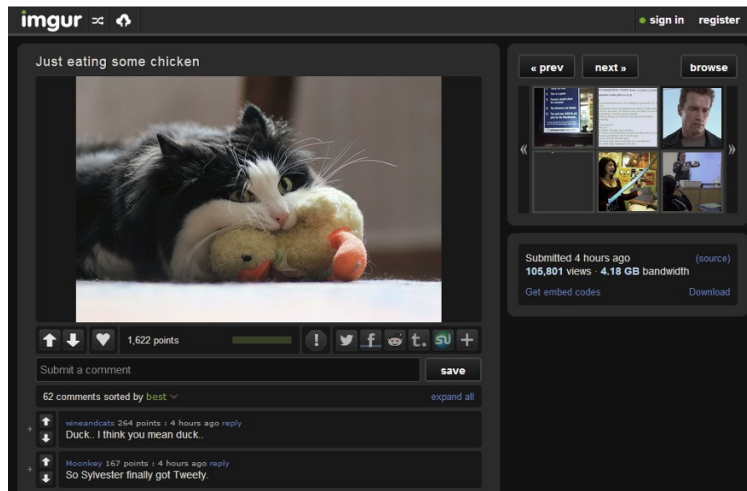 imgur
sign in register
Just eating some chicken
« prev next » browse
«
»
Submitted 4 hours ago (source)
105,801 views · 4.18 GB bandwidth
Get embed codes Download
1,622 points
Submit a comment save
62 comments sorted by best expand all
wineandcats 264 points : 4 hours ago reply
Duck.. I think you mean duck..
Moonkey 167 points : 4 hours ago reply
So Sylvester finally got Tweety.